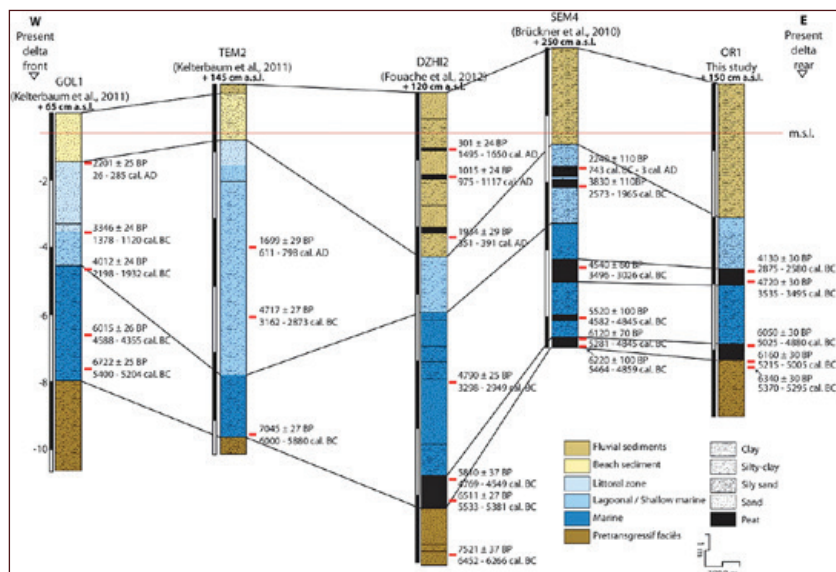 W
Present
delta
front
GOL1
(Kelterbaum et al., 2011)
+ 65 cm a.s.l.
TEM2
(Kelterbaum et al., 2011)
+ 145 cm a.s.l.
DZHI2
(Fouache et al., 2012)
+ 120 cm a.s.l.
SEM4
(Brückner et al., 2010)
+ 250 cm a.s.l.
OR1
This study
+ 150 cm a.s.l.
E
Present
delta
rear
m.s.l.
-2
-4
-6
-8
-10
2201 ± 25 BP
26 - 285 cal. AD
3346 ± 24 BP
1378 - 1120 cal. BC
4012 ± 24 BP
2198 - 1932 cal. BC
6015 ± 26 BP
4588 - 4355 cal. BC
6722 ± 25 BP
5400 - 5204 cal. BC
1699 ± 29 BP
611 - 798 cal. AD
4717 ± 27 BP
3162 - 2873 cal. BC
7045 ± 27 BP
6000 - 5880 cal. BC
301 ± 24 BP
1495 - 1650 cal. AD
1015 ± 24 BP
975 - 1117 cal. AD
1934 ± 29 BP
351 - 391 cal. AD
4790 ± 25 BP
3298 - 2949 cal. BC
5810 ± 37 BP
4769 - 4549 cal. BC
6511 ± 27 BP
5533 - 5381 cal. BC
7521 ± 37 BP
6452 - 6266 cal. BC
2248 ± 110 BP
743 cal. BC - 3 cal. AD
3830 ± 110BP
2573 - 1965 cal. BC
4540 ± 60 BP
3496 - 3026 cal. BC
5520 ± 100 BP
4582 - 4845 cal. BC
6120 ± 70 BP
5281 - 4845 cal. BC
6220 ± 100 BP
5464 - 4859 cal. BC
4130 ± 30 BP
2875 - 2580 cal. BC
4720 ± 30 BP
3535 - 3495 cal. BC
6050 ± 30 BP
5025 - 4880 cal. BC
6160 ± 30 BP
5215 - 5005 cal. BC
6340 ± 30 BP
5370 - 5295 cal. BC
Fluvial sediments
Beach sediment
Littoral zone
Lagoonal / Shallow marine
Marine
Pretransgressif faciès
Clay
Silty-clay
Sily sand
Sand
Peat